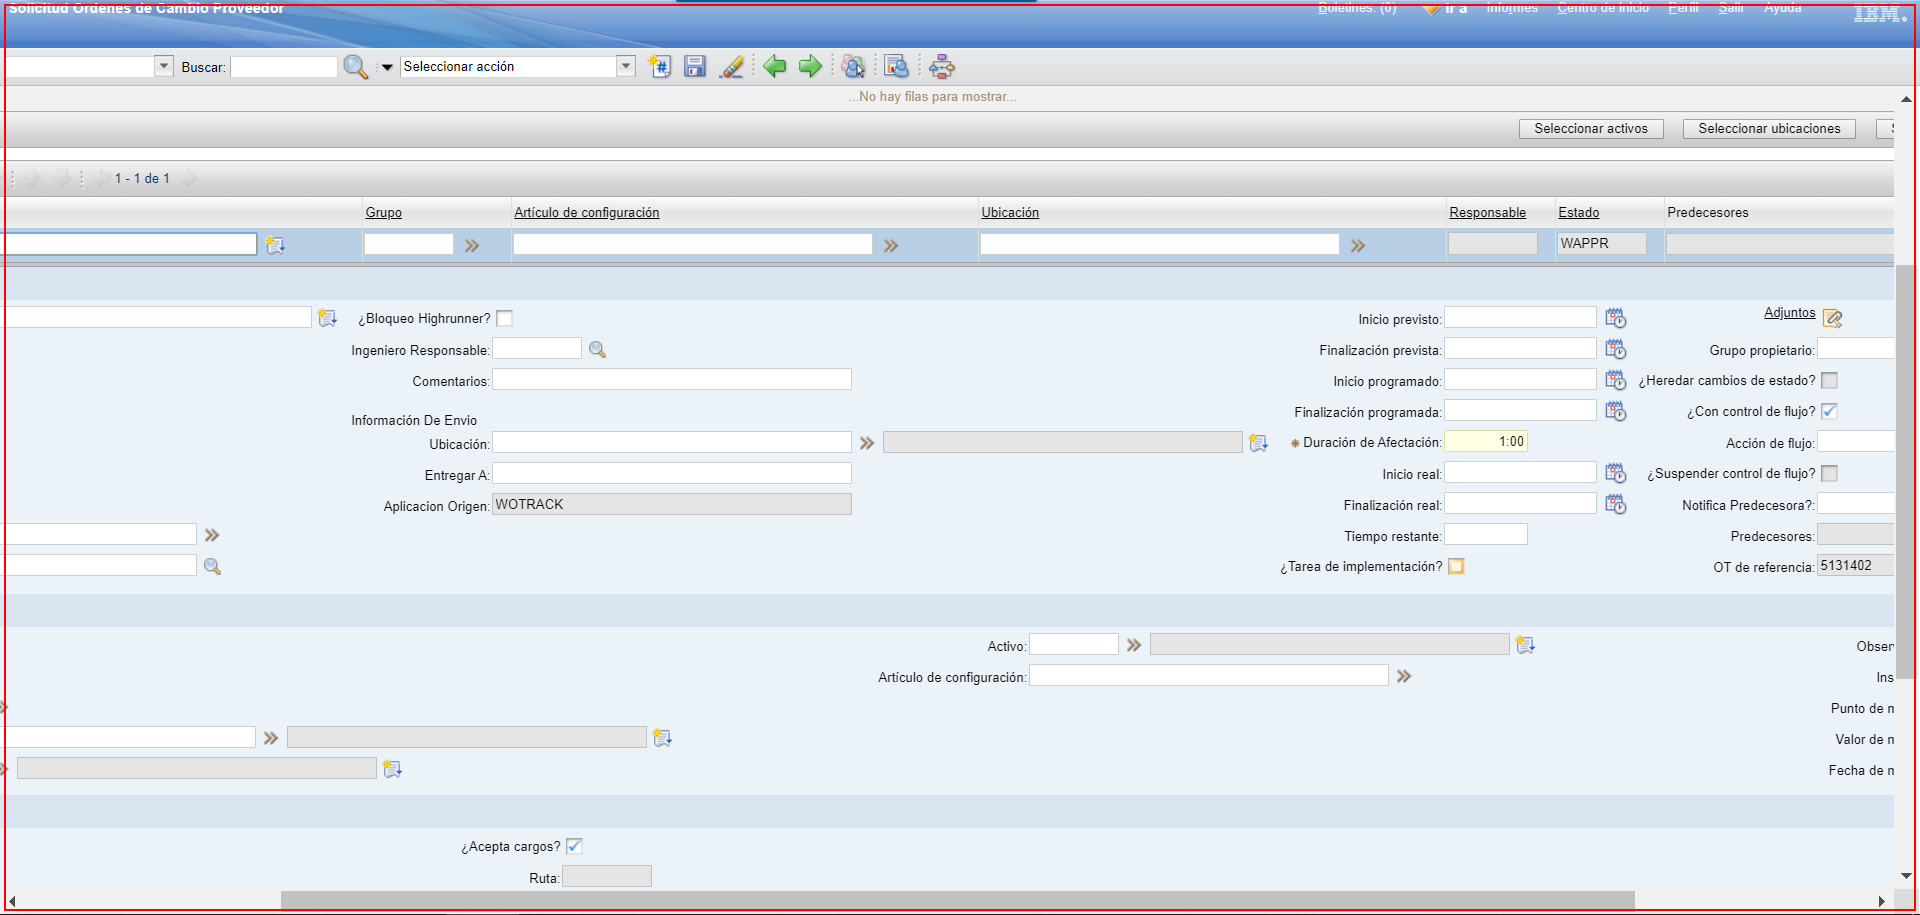 Solicitud Órdenes de Cambio Proveedor
Boletines: (0) Ir a Informes Centro de Inicio Perfil Salir Ayuda IBM.
Buscar: Seleccionar acción
...No hay filas para mostrar...
Seleccionar activos Seleccionar ubicaciones
1 - 1 de 1
Grupo Artículo de configuración Ubicación Responsable Estado Predecesores
WAPPR
¿Bloqueo Highrunner? Inicio previsto: Adjuntos
Ingeniero Responsable: Finalización prevista: Grupo propietario:
Comentarios: Inicio programado: ¿Heredar cambios de estado?
Información De Envio Finalización programada: ¿Con control de flujo?
Ubicación: Duración de Afectación: 1:00 Acción de flujo:
Entregar A: Inicio real: ¿Suspender control de flujo?
Aplicacion Origen: WOTRACK Finalización real: Notifica Predecesora?:
Tiempo restante: Predecesores:
¿Tarea de implementación? OT de referencia: 5131402
Activo: Obser
Artículo de configuración: Ins
Punto de m
Valor de m
Fecha de m
¿Acepta cargos?
Ruta: